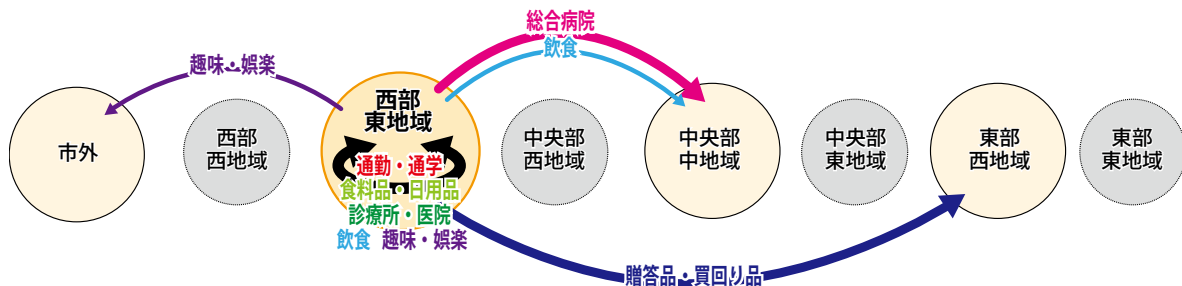 総合病院
飲食
趣味・娯楽
市外
西部
西地域
西部
東地域
通勤・通学
食料品・日用品
診療所・医院
飲食 趣味・娯楽
中央部
西地域
中央部
中地域
中央部
東地域
東部
西地域
東部
東地域
贈答品・買回り品